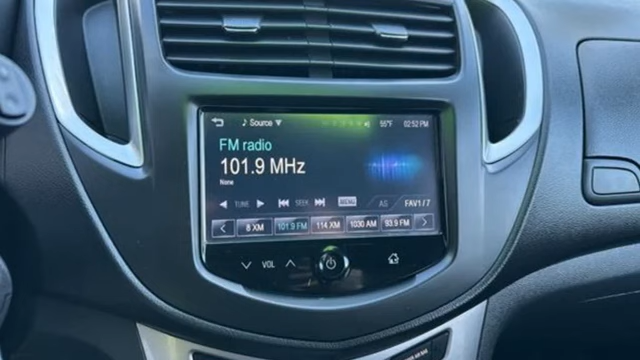 Source 55°F 02:52 PM
FM radio
101.9 MHz
None
TUNE SEEK MENU AS FAV1/7
8 XM 101.9 FM 114 XM 1030 AM 93.9 FM
VOL